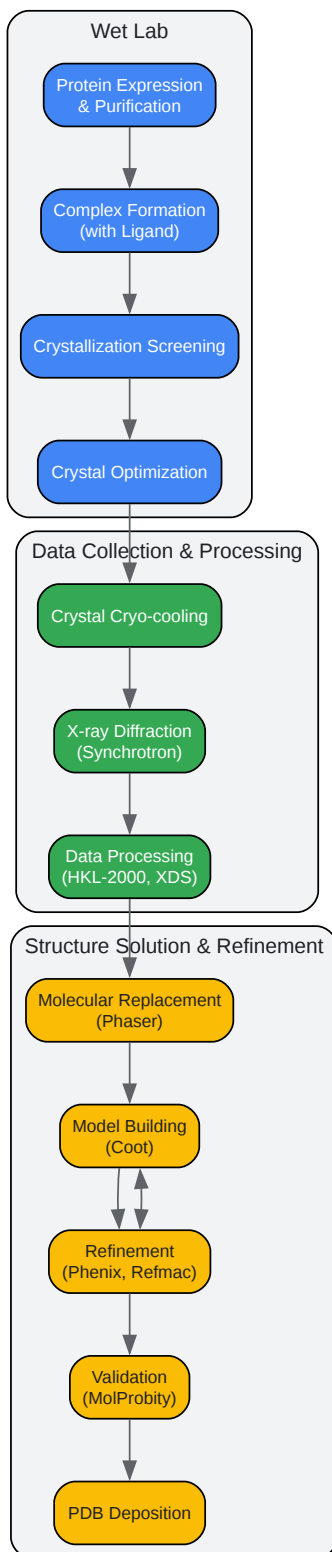 Wet Lab
Protein Expression
& Purification
Complex Formation
(with Ligand)
Crystallization Screening
Crystal Optimization
Data Collection & Processing
Crystal Cryo-cooling
X-ray Diffraction
(Synchrotron)
Data Processing
(HKL-2000, XDS)
Structure Solution & Refinement
Molecular Replacement
(Phaser)
Model Building
(Coot)
Refinement
(Phenix, Refmac)
Validation
(MolProbity)
PDB Deposition